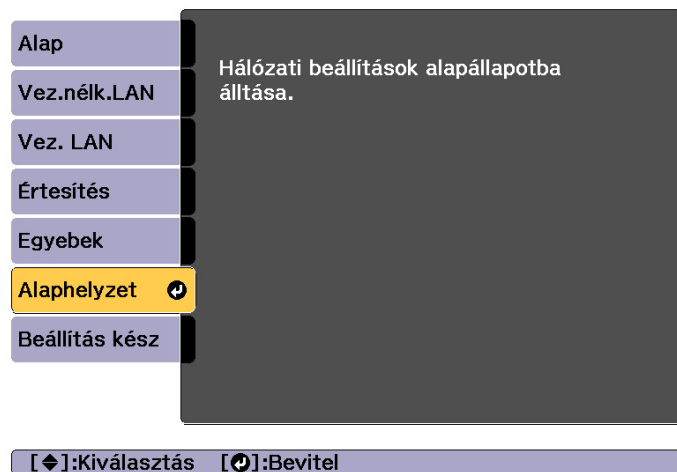 Alap
Vez.nélk.LAN
Vez. LAN
Értesítés
Egyebek
Alaphelyzet
Beállítás kész
Hálózati beállítások alapállapotba
álltása.
[◆]:Kiválasztás [↵]:Bevitel